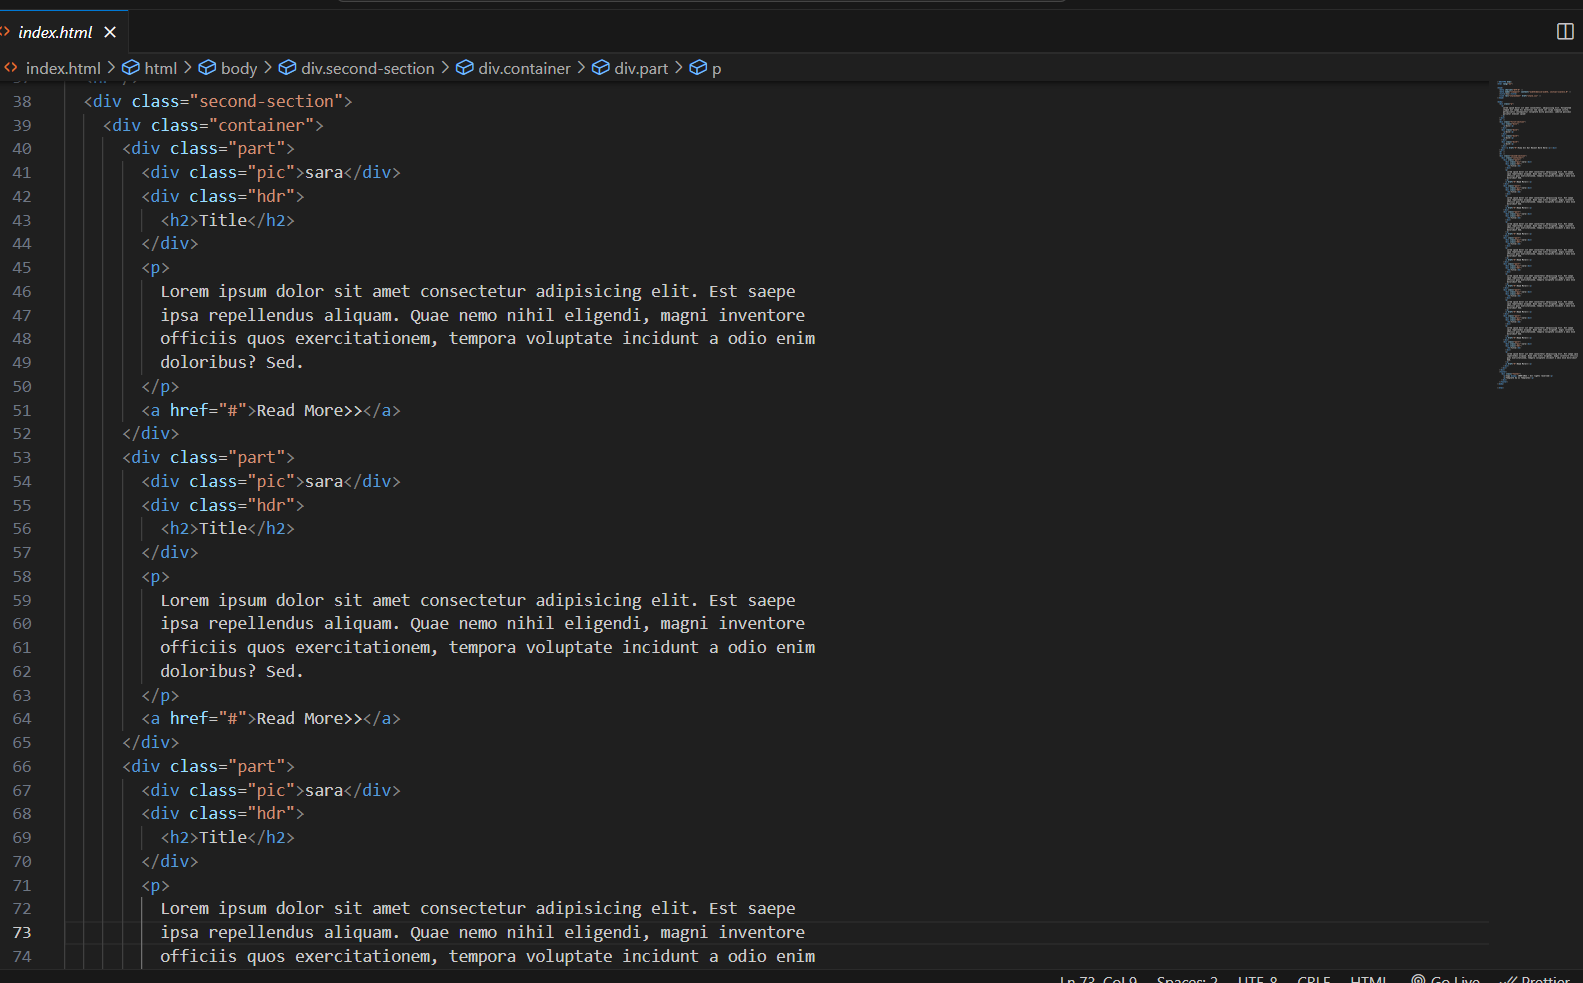 index.html
index.html > html > body > div.second-section > div.container > div.part > p
38 <div class="second-section">
39 <div class="container">
40 <div class="part">
41 <div class="pic">sara</div>
42 <div class="hdr">
43 <h2>Title</h2>
44 </div>
45 <p>
46 Lorem ipsum dolor sit amet consectetur adipisicing elit. Est saepe
47 ipsa repellendus aliquam. Quae nemo nihil eligendi, magni inventore
48 officiis quos exercitationem, tempora voluptate incidunt a odio enim
49 doloribus? Sed.
50 </p>
51 <a href="#">Read More>></a>
52 </div>
53 <div class="part">
54 <div class="pic">sara</div>
55 <div class="hdr">
56 <h2>Title</h2>
57 </div>
58 <p>
59 Lorem ipsum dolor sit amet consectetur adipisicing elit. Est saepe
60 ipsa repellendus aliquam. Quae nemo nihil eligendi, magni inventore
61 officiis quos exercitationem, tempora voluptate incidunt a odio enim
62 doloribus? Sed.
63 </p>
64 <a href="#">Read More>></a>
65 </div>
66 <div class="part">
67 <div class="pic">sara</div>
68 <div class="hdr">
69 <h2>Title</h2>
70 </div>
71 <p>
72 Lorem ipsum dolor sit amet consectetur adipisicing elit. Est saepe
73 ipsa repellendus aliquam. Quae nemo nihil eligendi, magni inventore
74 officiis quos exercitationem, tempora voluptate incidunt a odio enim
Ln 73, Col 9 Spaces: 2 UTF-8 CRLF HTML Go Live Prettier